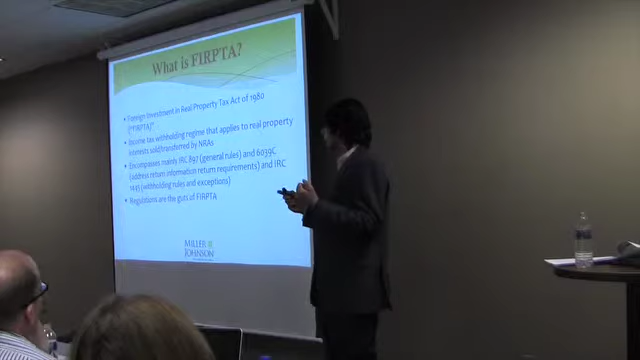 What is FIRPTA?
• Foreign Investment in Real Property Tax Act of 1980
("FIRPTA)"
• Income tax withholding regime that applies to real property
interests sold/transferred by NRAs
• Encompasses mainly IRC 897 (general rules) and 6039C
(address return information return requirements) and IRC
1445 (withholding rules and exceptions)
• Regulations are the guts of FIRPTA
MILLER
JOHNSON